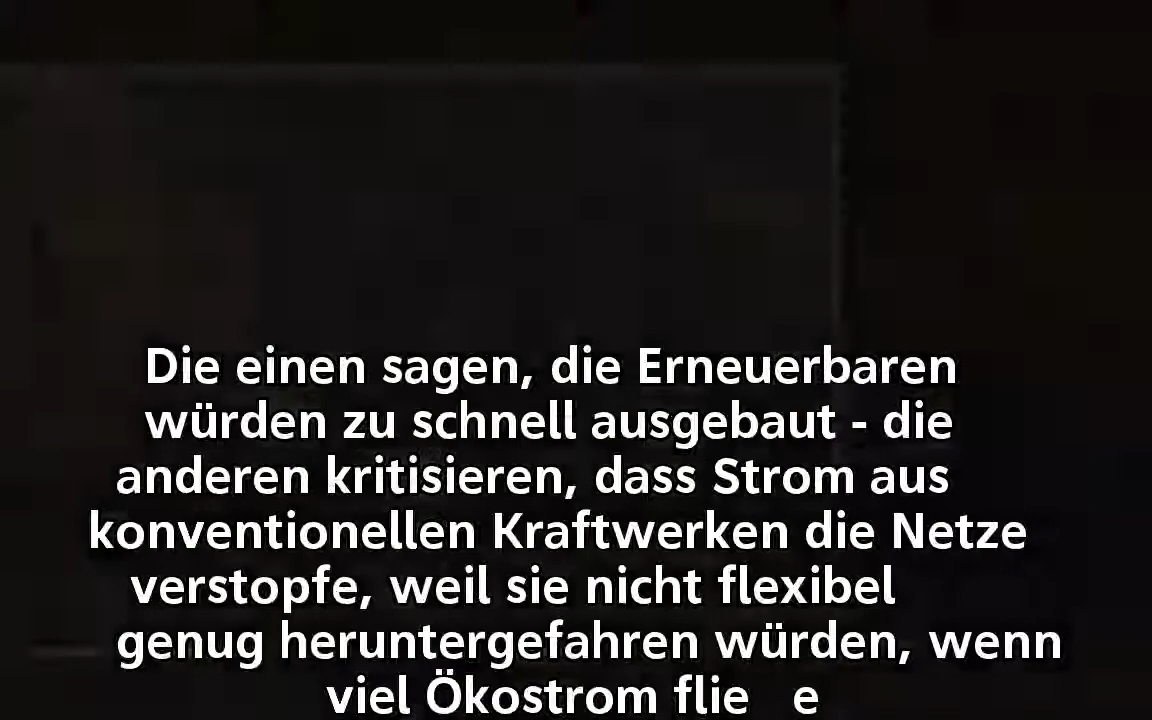 Die einen sagen, die Erneuerbaren
würden zu schnell ausgebaut - die
anderen kritisieren, dass Strom aus
konventionellen Kraftwerken die Netze
verstopfe, weil sie nicht flexibel
genug heruntergefahren würden, wenn
viel Ökostrom flie e